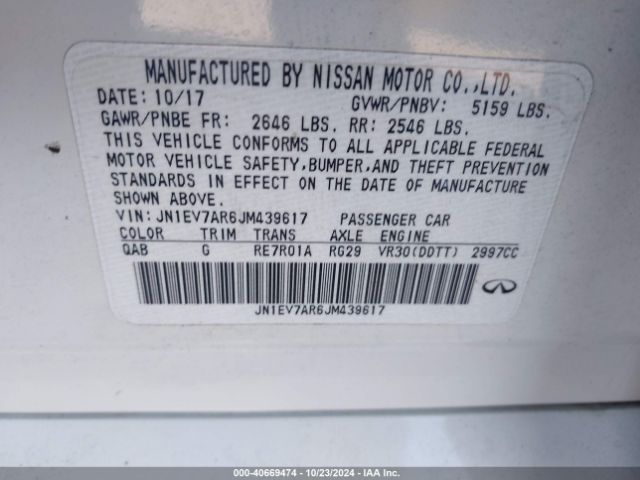 MANUFACTURED BY NISSAN MOTOR CO.,LTD.
DATE: 10/17 GVWR/PNBV: 5159 LBS.
GAWR/PNBE FR: 2646 LBS. RR: 2546 LBS.
THIS VEHICLE CONFORMS TO ALL APPLICABLE FEDERAL
MOTOR VEHICLE SAFETY,BUMPER,AND THEFT PREVENTION
STANDARDS IN EFFECT ON THE DATE OF MANUFACTURE
SHOWN ABOVE.
VIN: JN1EV7AR6JM439617 PASSENGER CAR
COLOR TRIM TRANS AXLE ENGINE
QAB G RE7R01A RG29 VR30(DDTT) 2997CC
JN1EV7AR6JM439617
000-40669474 | 10/23/2024 | IAA Inc.